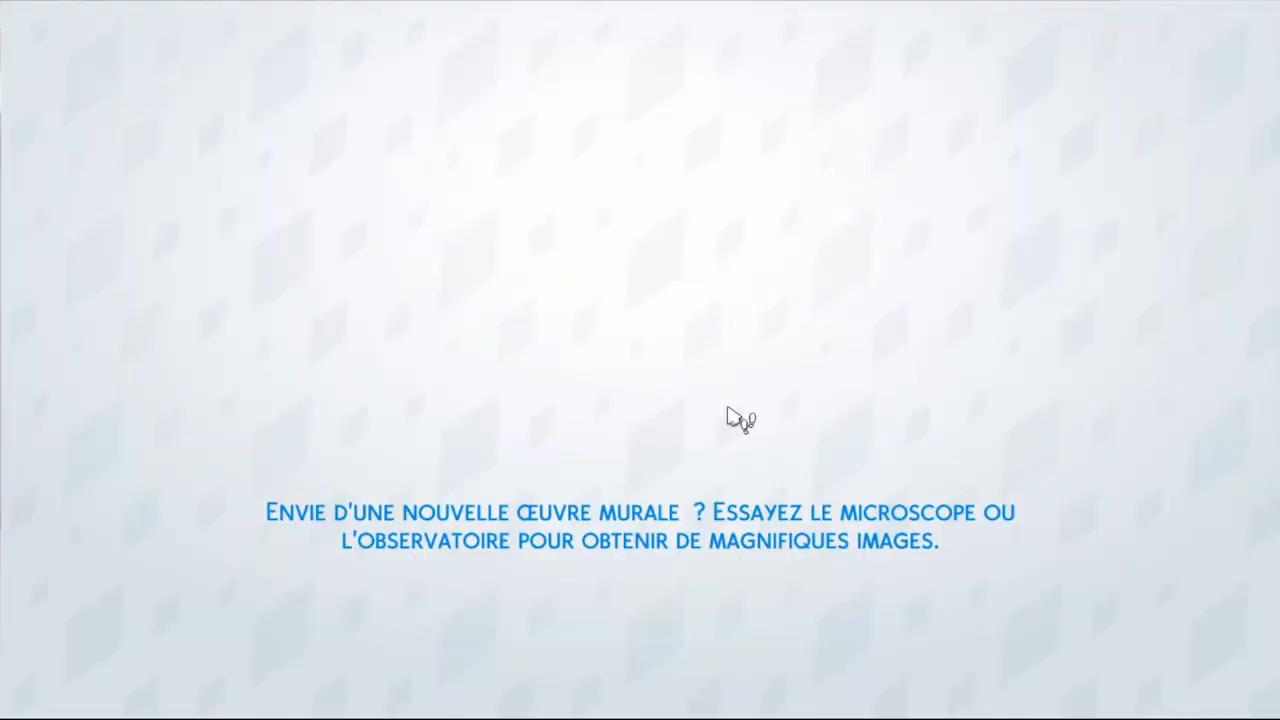 Envie d'une nouvelle œuvre murale  ? Essayez le microscope ou
l'observatoire pour obtenir de magnifiques images.